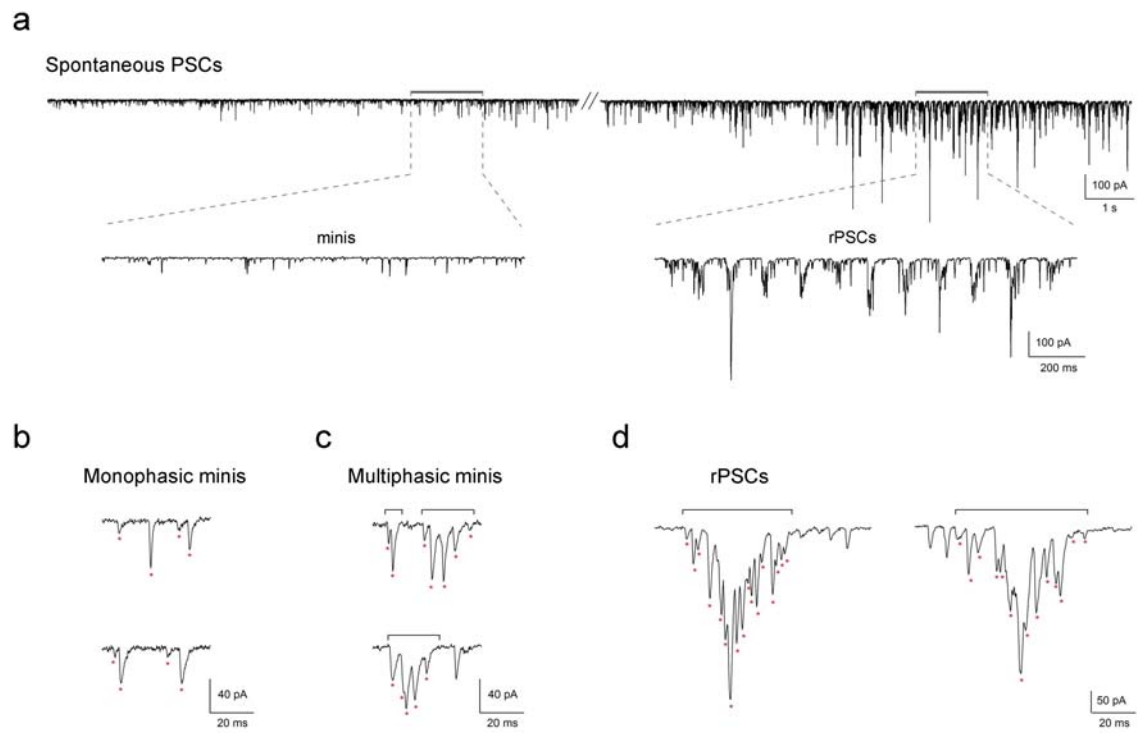 a
Spontaneous PSCs
100 pA
1 s
minis
rPSCs
100 pA
200 ms
b
c
d
Monophasic minis
Multiphasic minis
rPSCs
40 pA
20 ms
40 pA
20 ms
50 pA
20 ms